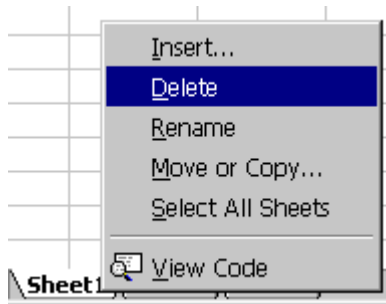 Insert...
Delete
Rename
Move or Copy...
Select All Sheets
View Code
Sheet1